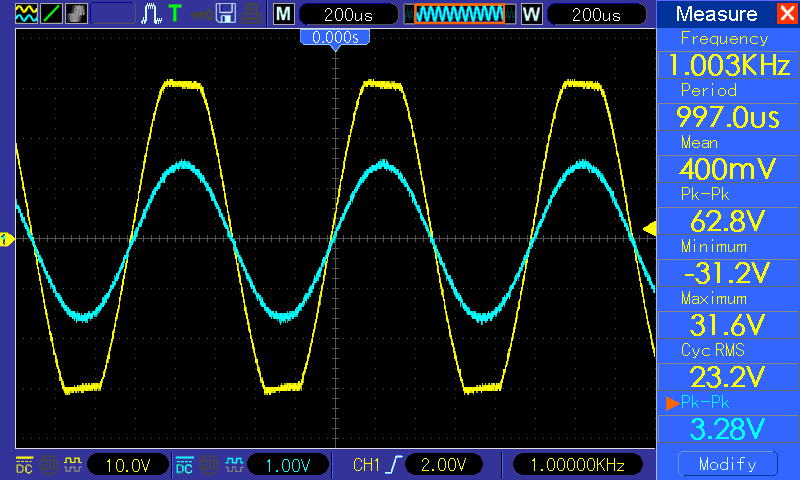 T M 200us W 200us Measure
0.000s
Frequency
1.003KHz
Period
997.0us
Mean
400mV
Pk-Pk
62.8V
Minimum
-31.2V
Maximum
31.6V
Cyc RMS
23.2V
Pk-Pk
3.28V
1
DC 10.0V DC 1.00V CH1 2.00V 1.00000KHz Modify